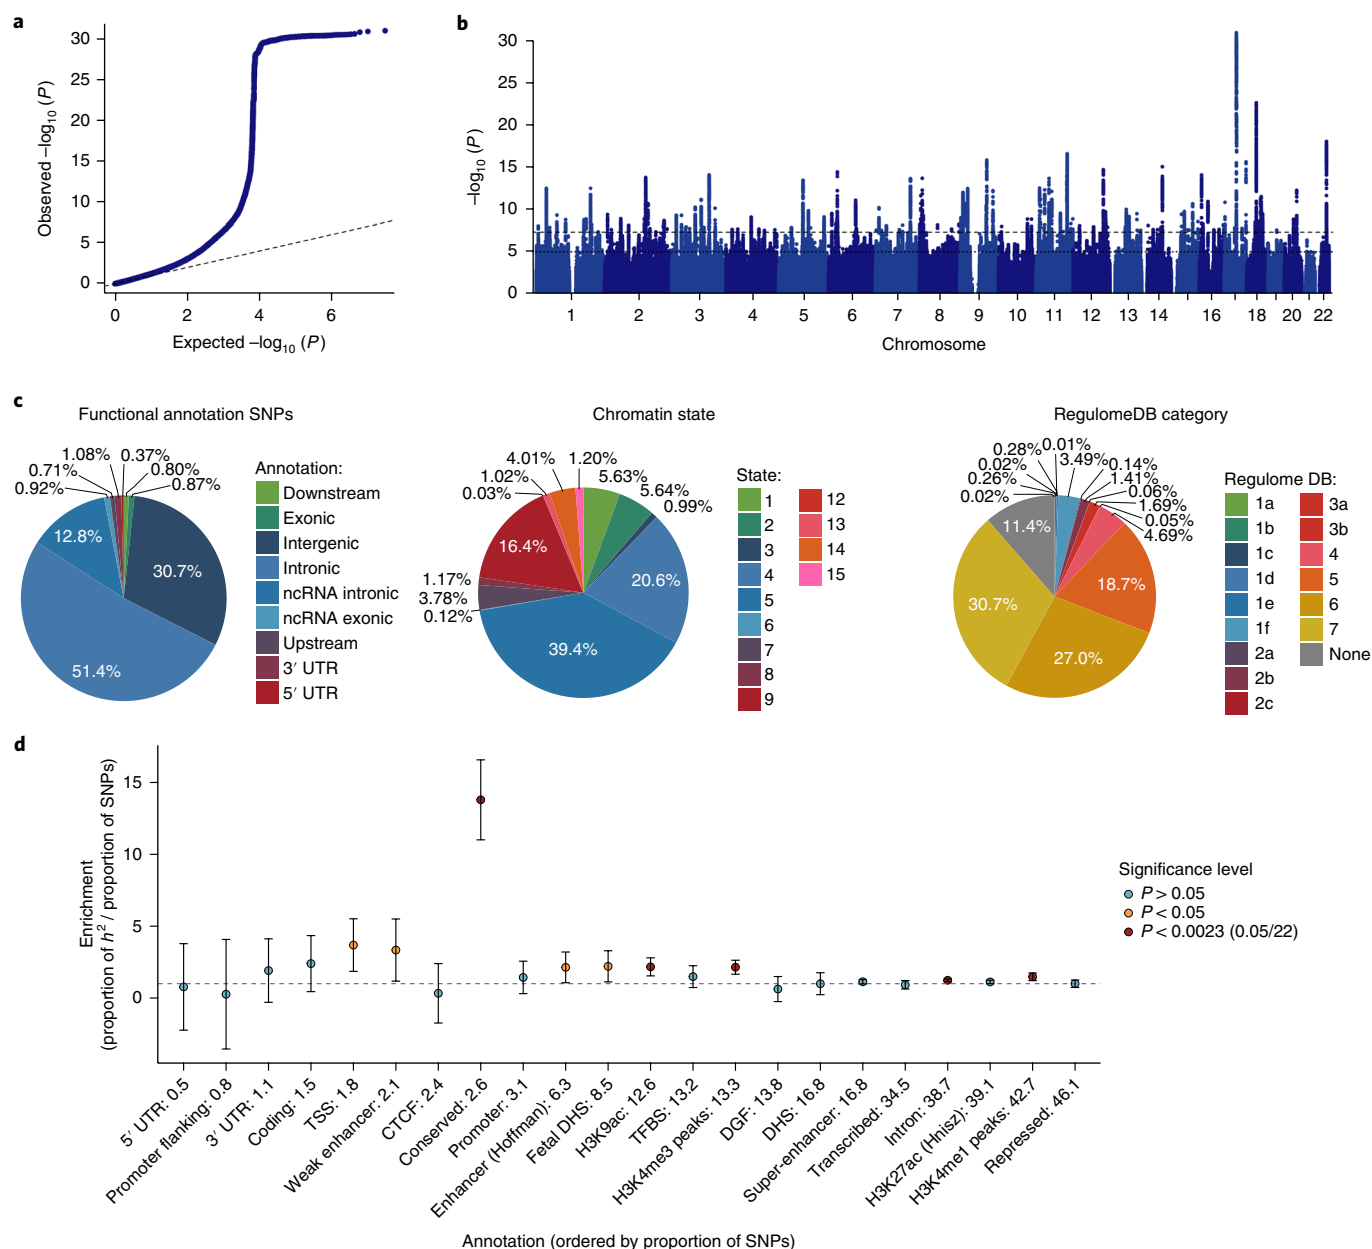 a
30
25
20
15
10
5
0
Observed –log10 (P)
0 2 4 6
Expected –log10 (P)
b
30
25
20
15
10
5
0
–log10 (P)
1 2 3 4 5 6 7 8 9 10 11 12 13 14 16 18 20 22
Chromosome
c
Functional annotation SNPs
1.08% 0.37%
0.71% 0.80%
0.92% 0.87%
12.8%
30.7%
51.4%
Annotation:
Downstream
Exonic
Intergenic
Intronic
ncRNA intronic
ncRNA exonic
Upstream
3′ UTR
5′ UTR
Chromatin state
4.01% 1.20%
1.02% 5.63%
0.03% 5.64%
0.99%
16.4%
20.6%
1.17%
3.78%
0.12%
39.4%
State:
1 12
2 13
3 14
4 15
5
6
7
8
9
RegulomeDB category
0.28% 0.01%
0.02% 3.49%
0.26% 0.14%
0.02% 1.41%
0.06%
1.69%
0.05%
4.69%
11.4%
18.7%
30.7%
27.0%
Regulome DB:
1a 3a
1b 3b
1c 4
1d 5
1e 6
1f 7
2a None
2b
2c
d
15
10
5
0
Enrichment
(proportion of h2 / proportion of SNPs)
Significance level
P > 0.05
P < 0.05
P < 0.0023 (0.05/22)
5′ UTR: 0.5
Promoter flanking: 0.8
3′ UTR: 1.1
Coding: 1.5
TSS: 1.8
Weak enhancer: 2.1
CTCF: 2.4
Conserved: 2.6
Promoter: 3.1
Enhancer (Hoffman): 6.3
Fetal DHS: 8.5
H3K9ac: 12.6
TFBS: 13.2
H3K4me3 peaks: 13.3
DGF: 13.8
DHS: 16.8
Super-enhancer: 16.8
Transcribed: 34.5
Intron: 38.7
H3K27ac (Hnisz): 39.1
H3K4me1 peaks: 42.7
Repressed: 46.1
Annotation (ordered by proportion of SNPs)